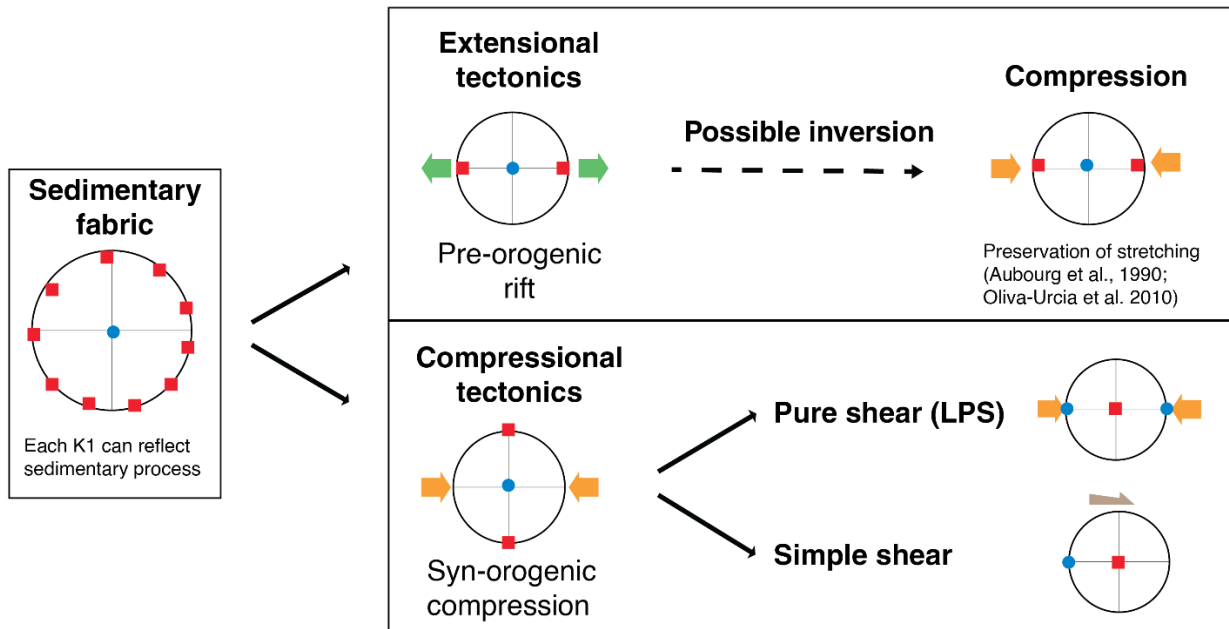 Sedimentary
fabric
Each K1 can reflect
sedimentary process
Extensional
tectonics
Pre-orogenic
rift
Possible inversion
Compression
Preservation of stretching
(Aubourg et al., 1990;
Oliva-Urcia et al. 2010)
Compressional
tectonics
Syn-orogenic
compression
Pure shear (LPS)
Simple shear